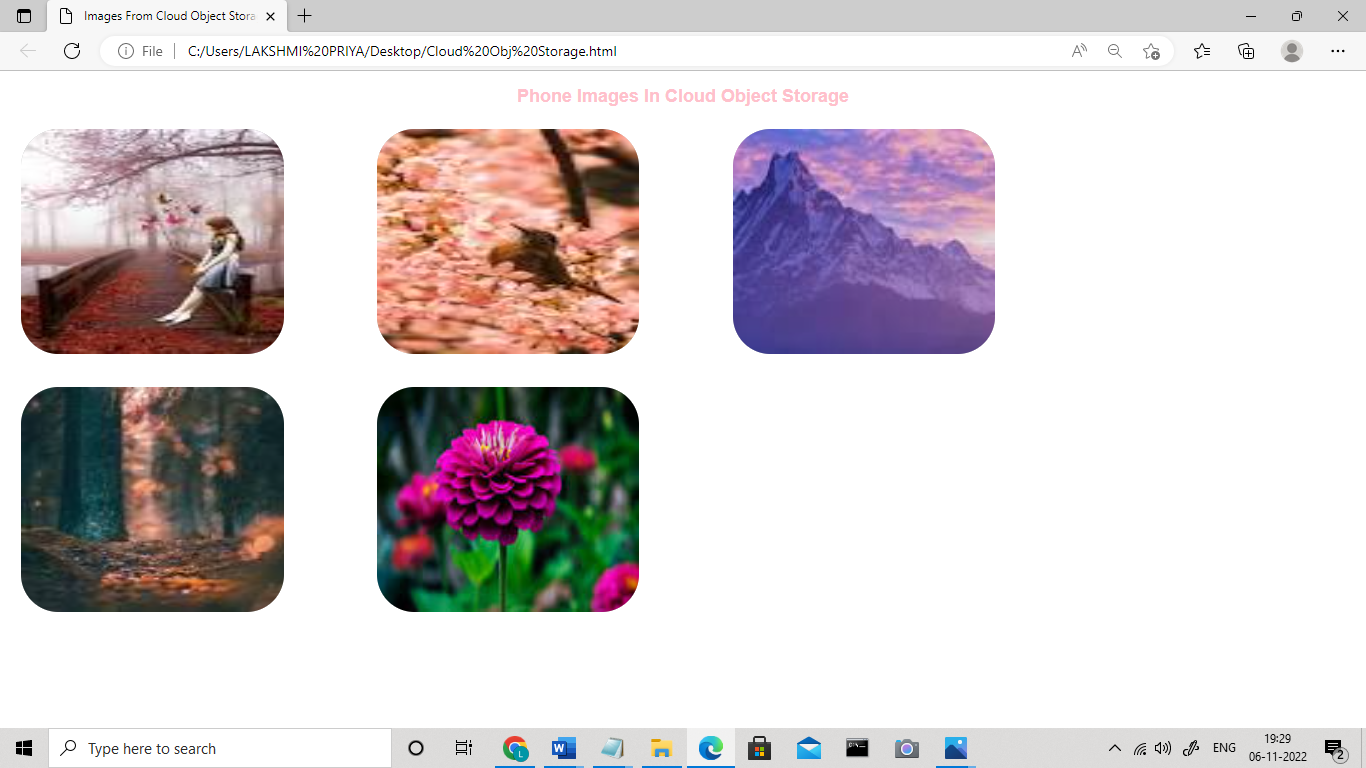 Images From Cloud Object Stora
File
C:/Users/LAKSHMI%20PRIYA/Desktop/Cloud%20Obj%20Storage.html
Phone Images In Cloud Object Storage
Type here to search
L
W
ENG
19:29
06-11-2022
2